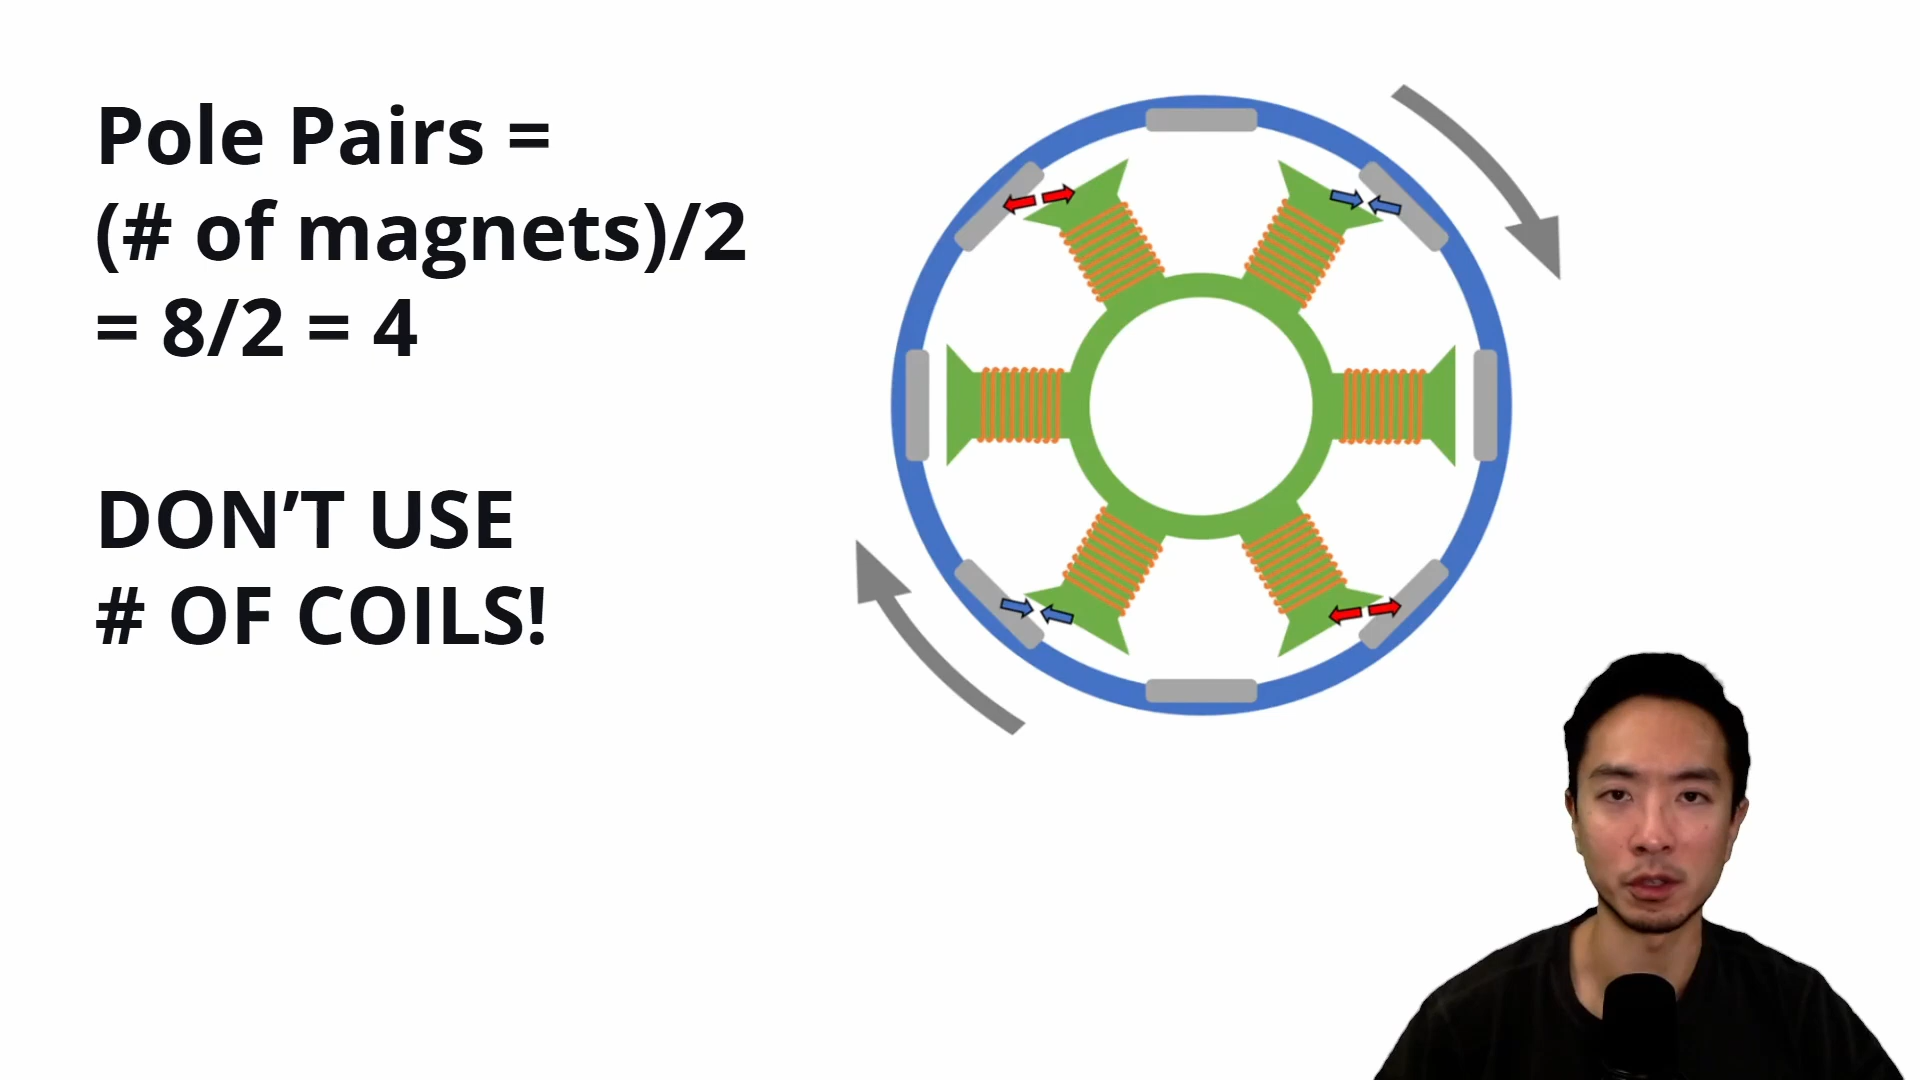 Pole Pairs =
(# of magnets)/2
= 8/2 = 4
DON’T USE
# OF COILS!